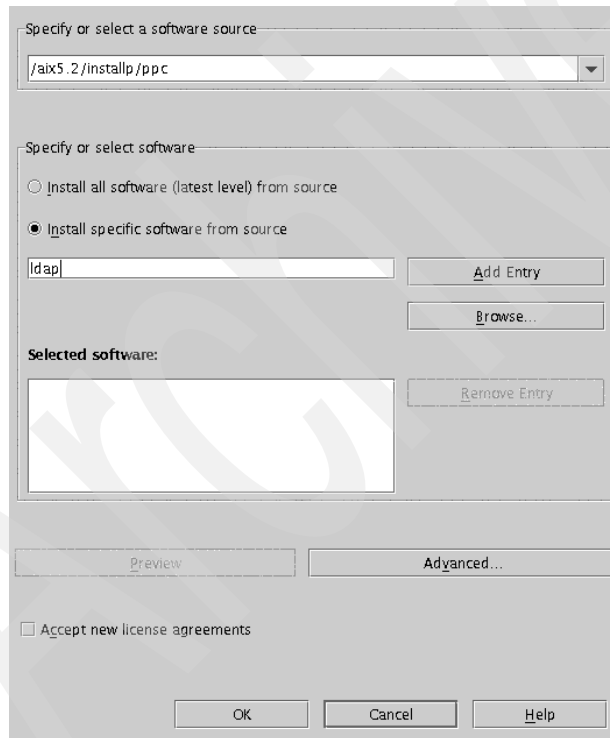 Specify or select a software source
/aix5.2/installp/ppc
Specify or select software
Install all software (latest level) from source
Install specific software from source
ldap
Add Entry
Browse...
Selected software:
Remove Entry
Preview
Advanced...
Accept new license agreements
OK
Cancel
Help